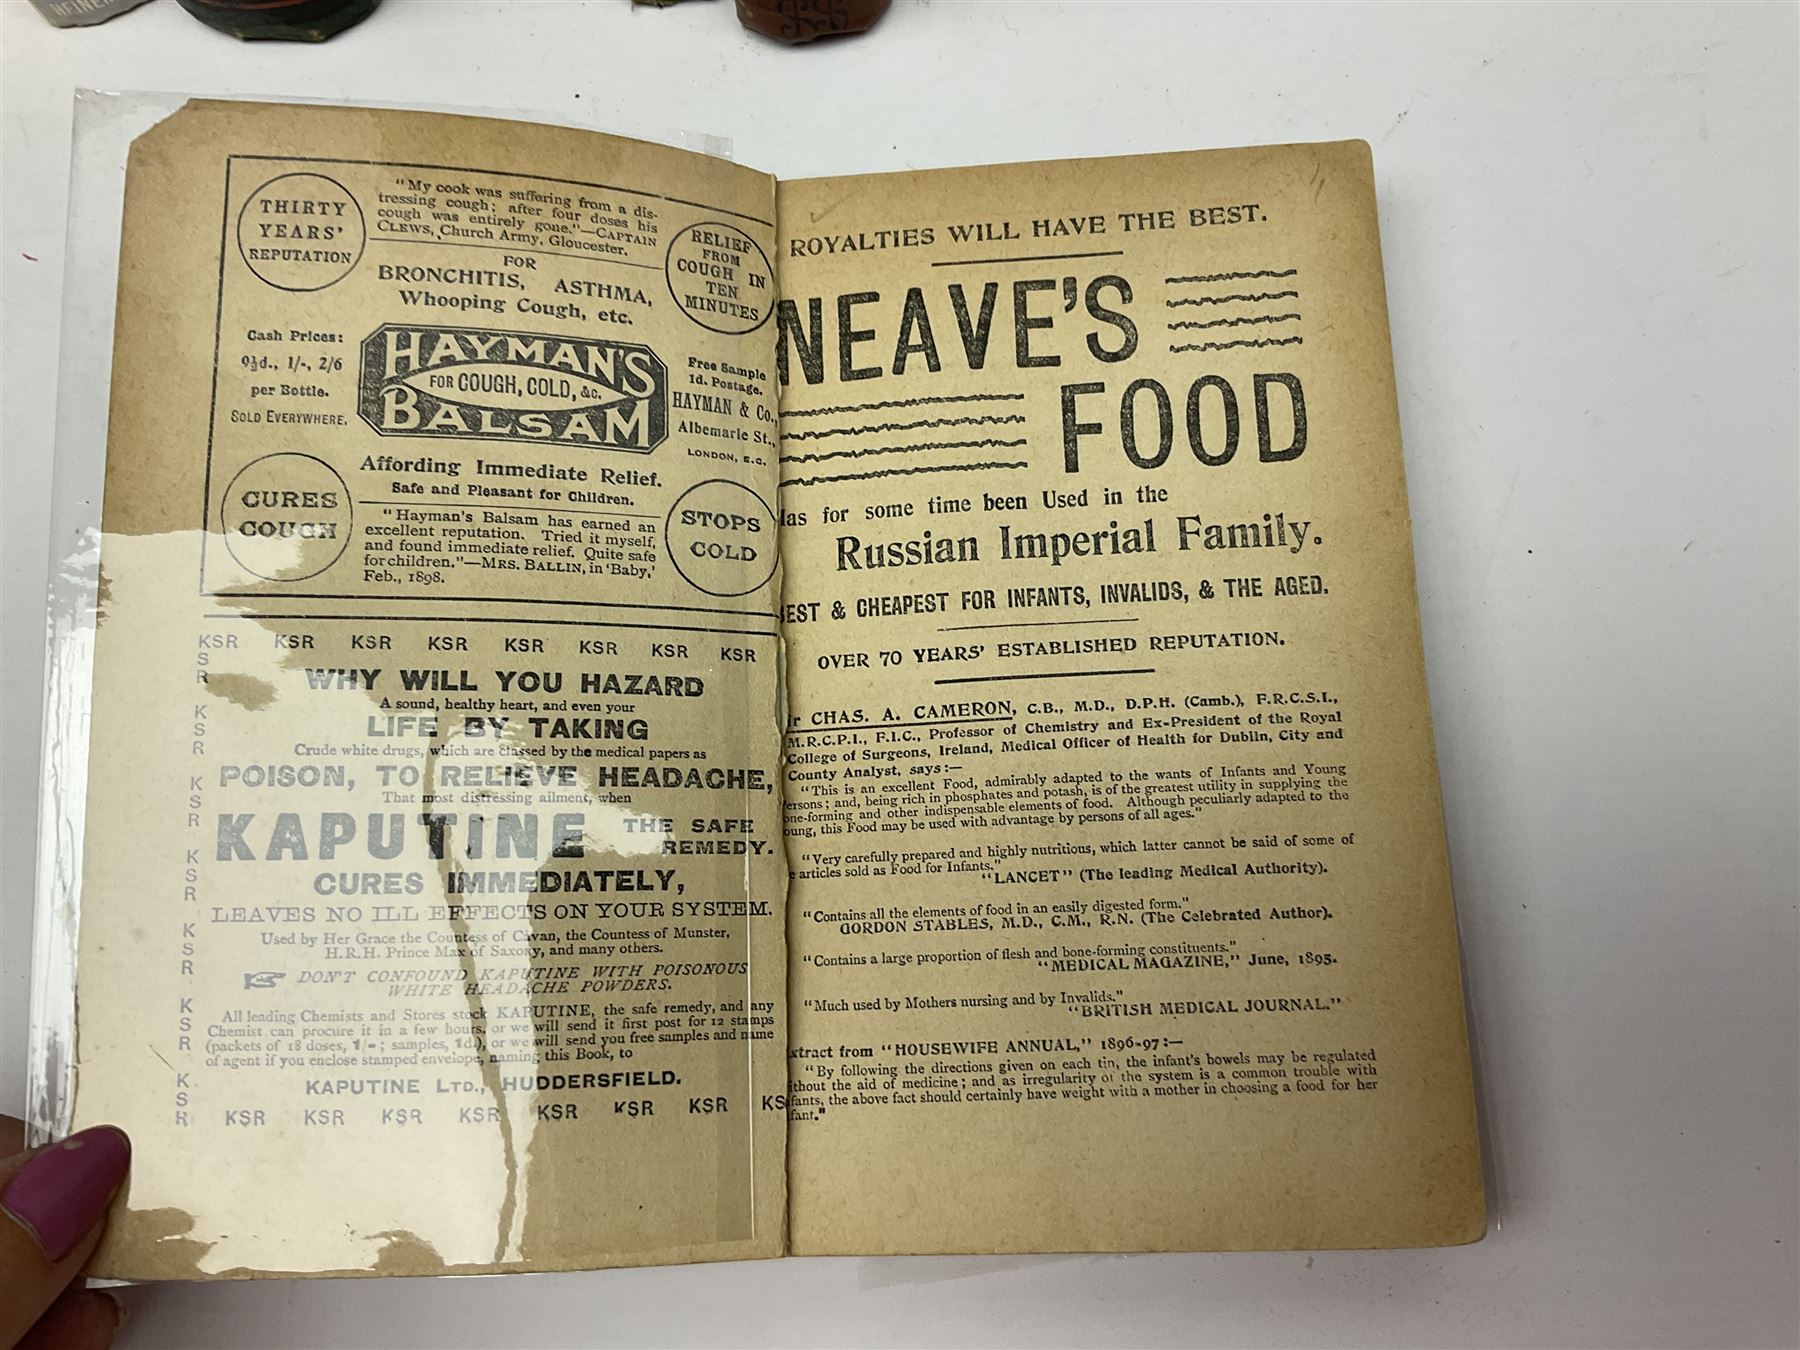 HEINE
THIRTY
YEARS'
REPUTATION
"My cook was suffering from a dis-
tressing cough; after four doses his
cough was entirely gone."—CAPTAIN
CLEWS, Church Army, Gloucester.
RELIEF
FROM
COUGH IN
TEN
MINUTES
FOR
BRONCHITIS, ASTHMA,
Whooping Cough, etc.
Cash Prices:
9½d., 1/-, 2/6
per Bottle.
SOLD EVERYWHERE.
HAYMAN'S
FOR COUGH, COLD, &c.
BALSAM
Free Sample
1d. Postage.
HAYMAN & Co.,
Albemarle St.,
LONDON, E.C.
Affording Immediate Relief.
Safe and Pleasant for Children.
CURES
COUGH
"Hayman's Balsam has earned an
excellent reputation. Tried it myself,
and found immediate relief. Quite safe
for children."—MRS. BALLIN, in 'Baby,'
Feb., 1898.
STOPS
COLD
KSR KSR KSR KSR KSR KSR KSR KSR
S
R
KSR
KSR
KSR
KSR
KSR
KSR
WHY WILL YOU HAZARD
A sound, healthy heart, and even your
LIFE BY TAKING
Crude white drugs, which are classed by the medical papers as
POISON, TO RELIEVE HEADACHE,
That most distressing ailment, when
KAPUTINE THE SAFE
REMEDY.
CURES IMMEDIATELY,
LEAVES NO ILL EFFECTS ON YOUR SYSTEM.
Used by Her Grace the Countess of Cavan, the Countess of Munster,
H.R.H. Prince Max of Saxony, and many others.
DON'T CONFOUND KAPUTINE WITH POISONOUS
WHITE HEADACHE POWDERS.
All leading Chemists and Stores stock KAPUTINE, the safe remedy, and any
Chemist can procure it in a few hours, or we will send it first post for 12 stamps
(packets of 18 doses, 1/-; samples, 1d.), or we will send you free samples and name
of agent if you enclose stamped envelope, naming this Book, to
KAPUTINE LTD., HUDDERSFIELD.
KSR KSR KSR KSR KSR KSR KSR KS
ROYALTIES WILL HAVE THE BEST.
NEAVE'S
FOOD
Has for some time been Used in the
Russian Imperial Family.
BEST & CHEAPEST FOR INFANTS, INVALIDS, & THE AGED.
OVER 70 YEARS' ESTABLISHED REPUTATION.
ir CHAS. A. CAMERON, C.B., M.D., D.P.H. (Camb.), F.R.C.S.I.,
M.R.C.P.I., F.I.C., Professor of Chemistry and Ex-President of the Royal
College of Surgeons, Ireland, Medical Officer of Health for Dublin, City and
County Analyst, says:—
"This is an excellent Food, admirably adapted to the wants of Infants and Young
ersons; and, being rich in phosphates and potash, is of the greatest utility in supplying the
one-forming and other indispensable elements of food. Although peculiarly adapted to the
oung, this Food may be used with advantage by persons of all ages."
"Very carefully prepared and highly nutritious, which latter cannot be said of some of
e articles sold as Food for Infants."
"LANCET" (The leading Medical Authority).
"Contains all the elements of food in an easily digested form."
GORDON STABLES, M.D., C.M., R.N. (The Celebrated Author).
"Contains a large proportion of flesh and bone-forming constituents."
"MEDICAL MAGAZINE," June, 1895.
"Much used by Mothers nursing and by Invalids."
"BRITISH MEDICAL JOURNAL."
xtract from "HOUSEWIFE ANNUAL," 1896-97:—
"By following the directions given on each tin, the infant's bowels may be regulated
ithout the aid of medicine; and as irregularity of the system is a common trouble with
fants, the above fact should certainly have weight with a mother in choosing a food for her
fant."